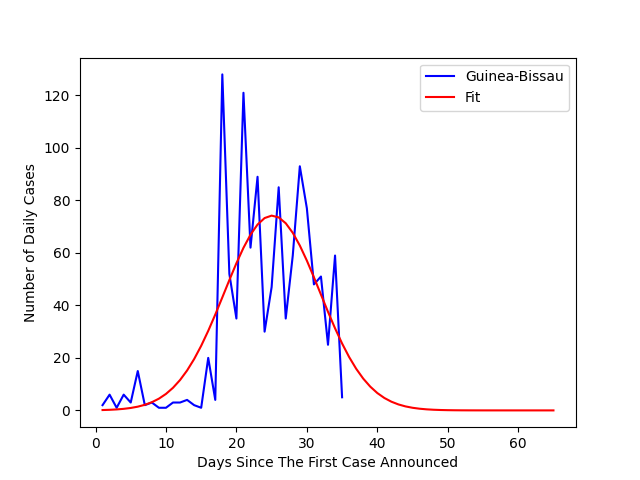 Guinea-Bissau
Fit
Number of Daily Cases
120
100
80
60
40
20
0
0 10 20 30 40 50 60
Days Since The First Case Announced